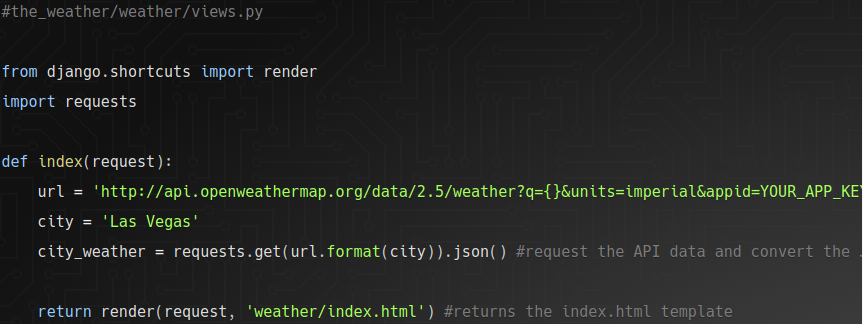 #the_weather/weather/views.py
from django.shortcuts import render
import requests
def index(request):
url = 'http://api.openweathermap.org/data/2.5/weather?q={}&units=imperial&appid=YOUR_APP_KEY
city = 'Las Vegas'
city_weather = requests.get(url.format(city)).json() #request the API data and convert the
return render(request, 'weather/index.html') #returns the index.html template